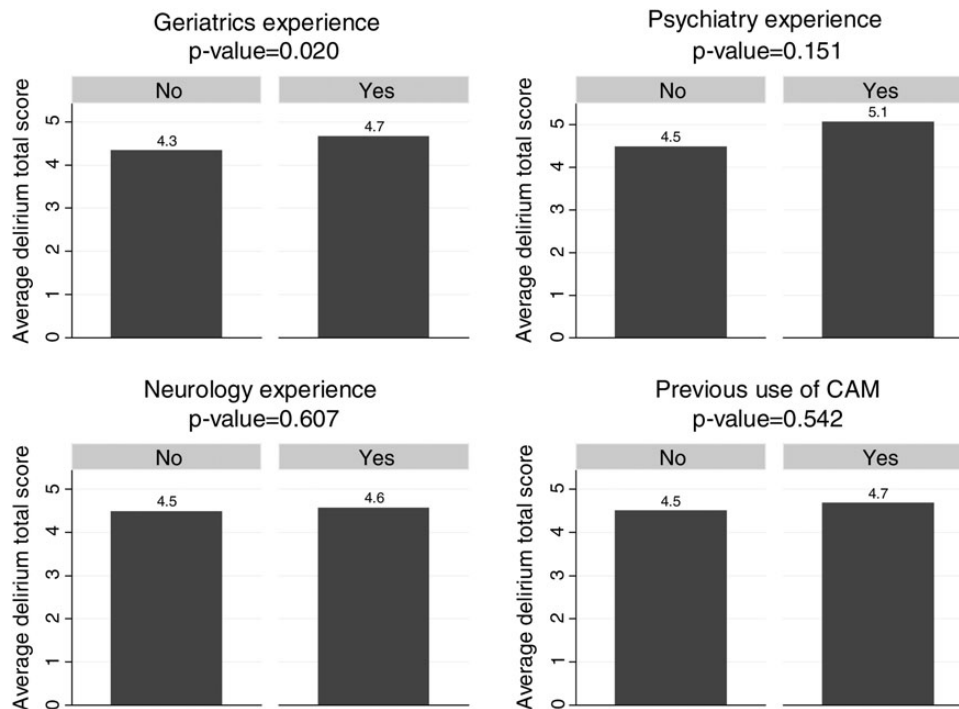 Geriatrics experience
p-value=0.020
No
Yes
Average delirium total score
5
4
3
2
1
0
4.3
4.7
Psychiatry experience
p-value=0.151
No
Yes
Average delirium total score
5
4
3
2
1
0
4.5
5.1
Neurology experience
p-value=0.607
No
Yes
Average delirium total score
5
4
3
2
1
0
4.5
4.6
Previous use of CAM
p-value=0.542
No
Yes
Average delirium total score
5
4
3
2
1
0
4.5
4.7